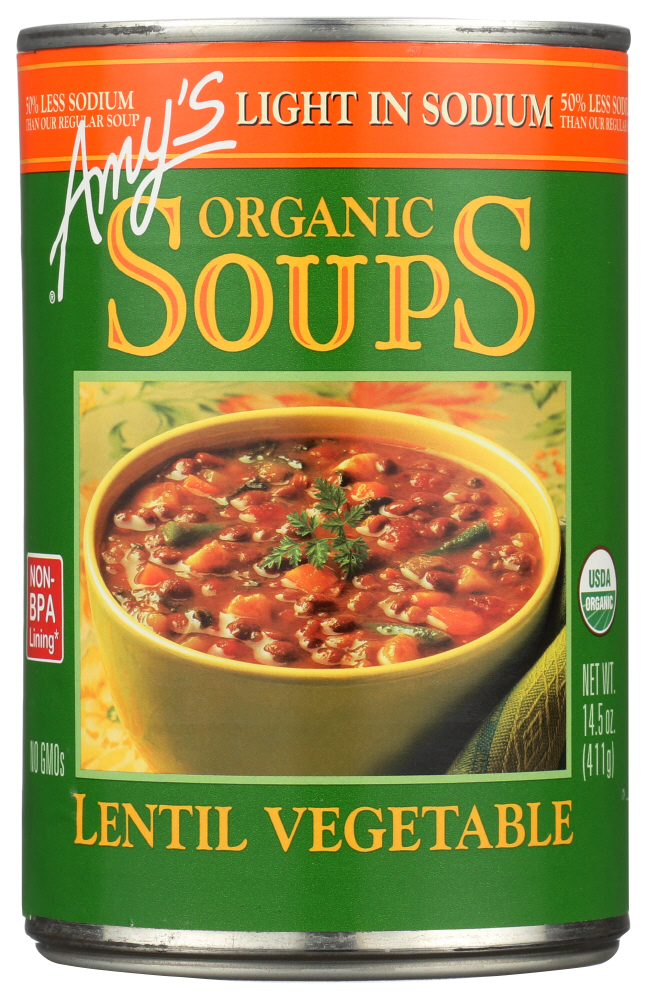 50% LESS SODIUM
THAN OUR REGULAR SOUP
Amy's
LIGHT IN SODIUM
50% LESS SOD
THAN OUR REGULAR
ORGANIC
SOUPS
®
NON-
BPA
Lining*
USDA
ORGANIC
NET WT.
14.5 oz.
(411g)
NO GMOs
LENTIL VEGETABLE